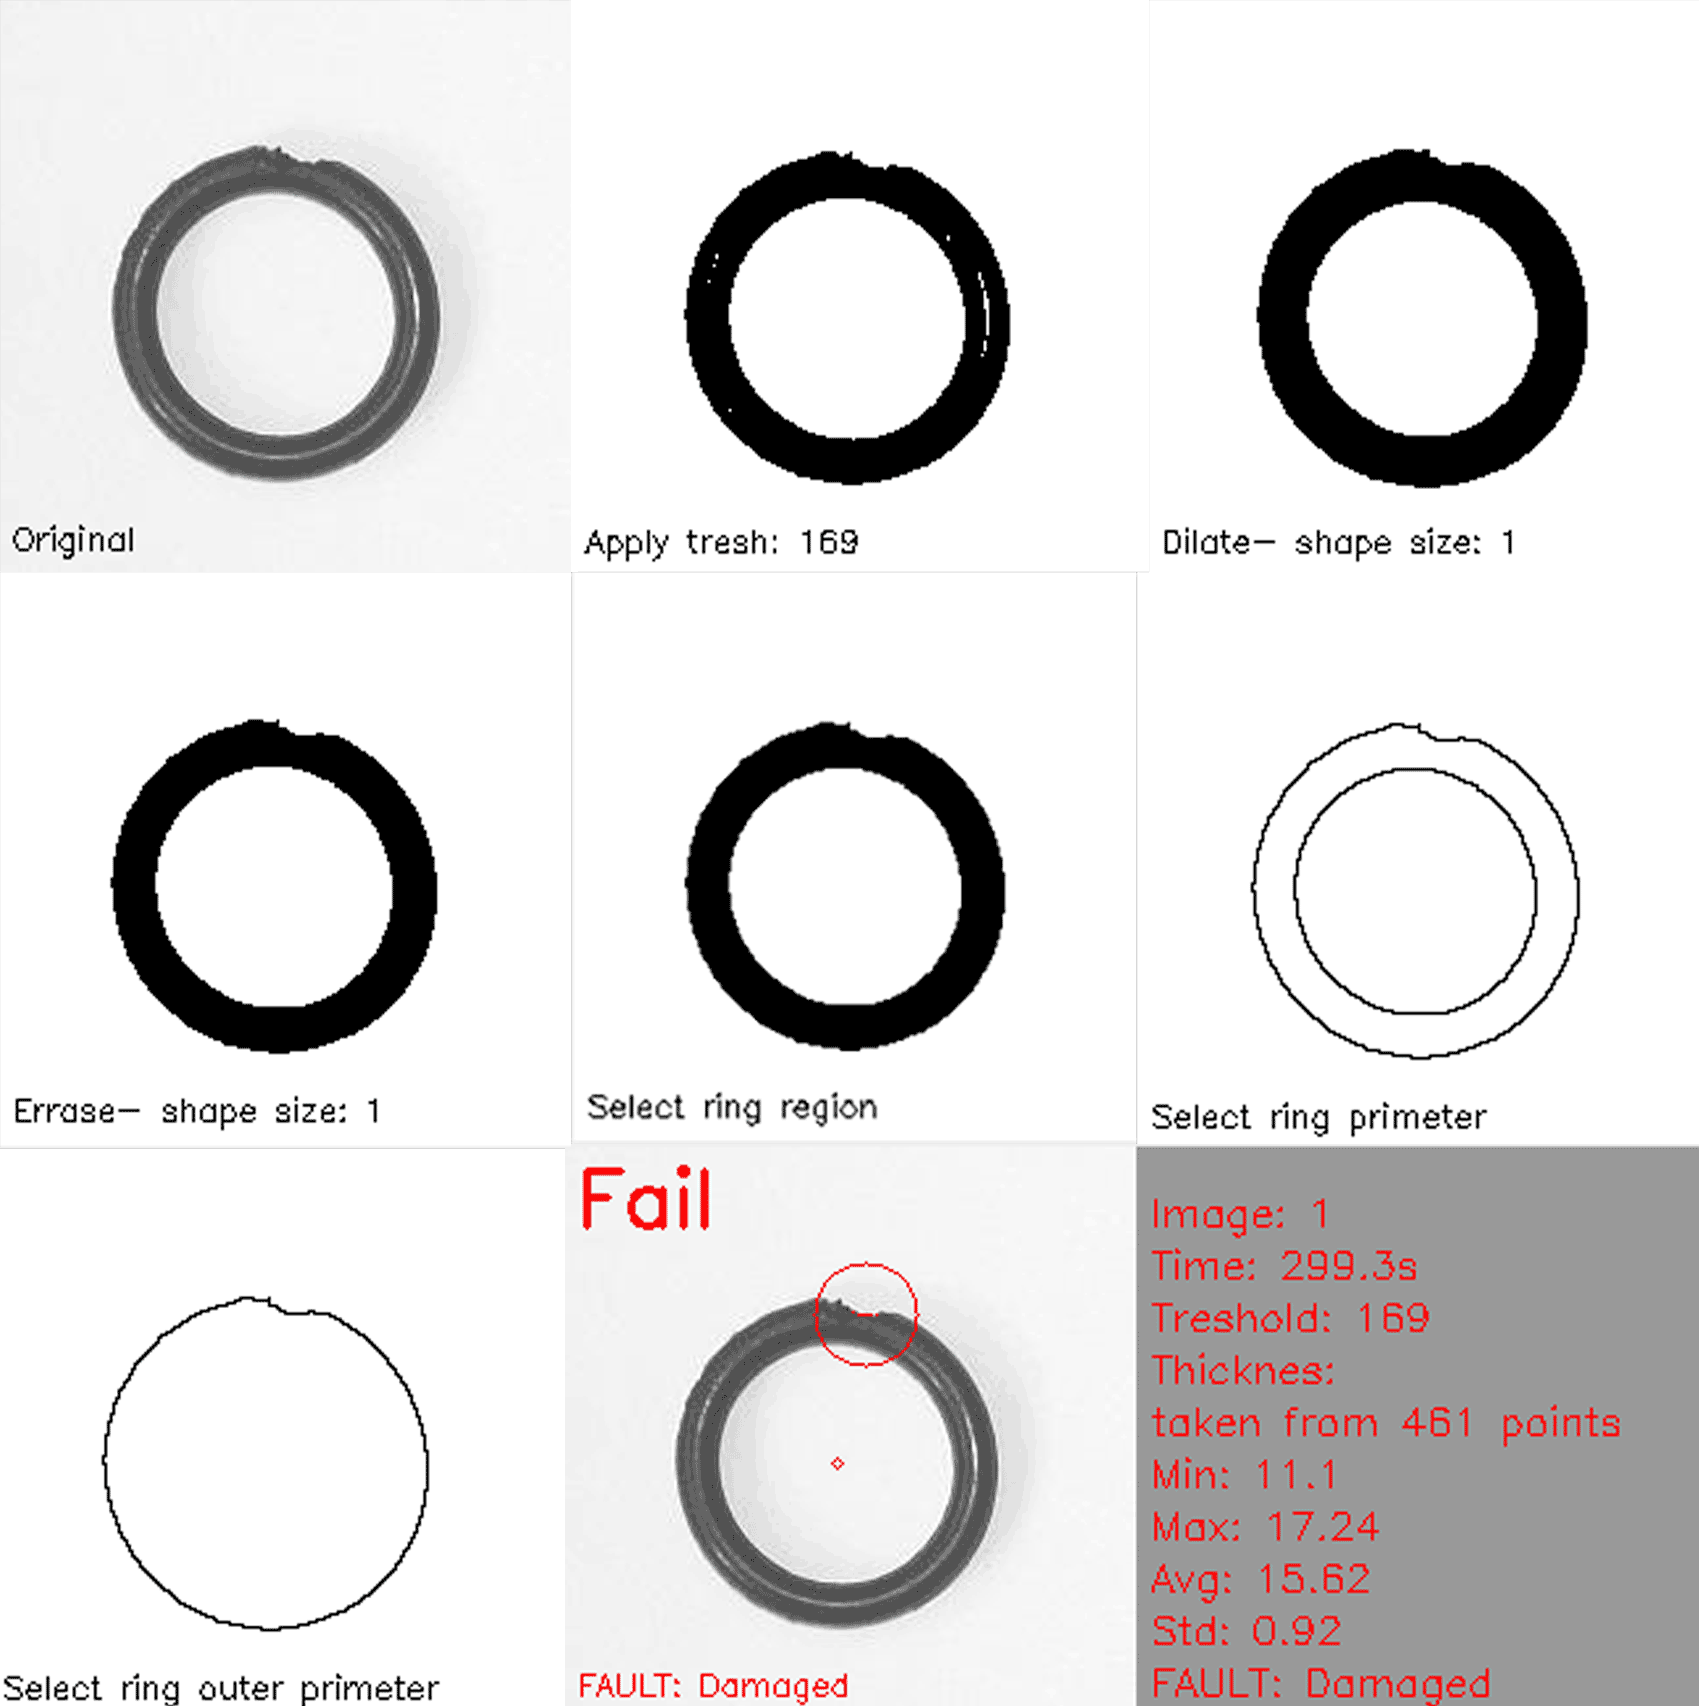 Original
Apply tresh: 169
Dilate- shape size: 1
Errase- shape size: 1
Select ring region
Select ring primeter
Select ring outer primeter
Fail
FAULT: Damaged
Image: 1
Time: 299.3s
Treshold: 169
Thicknes:
taken from 461 points
Min: 11.1
Max: 17.24
Avg: 15.62
Std: 0.92
FAULT: Damaged